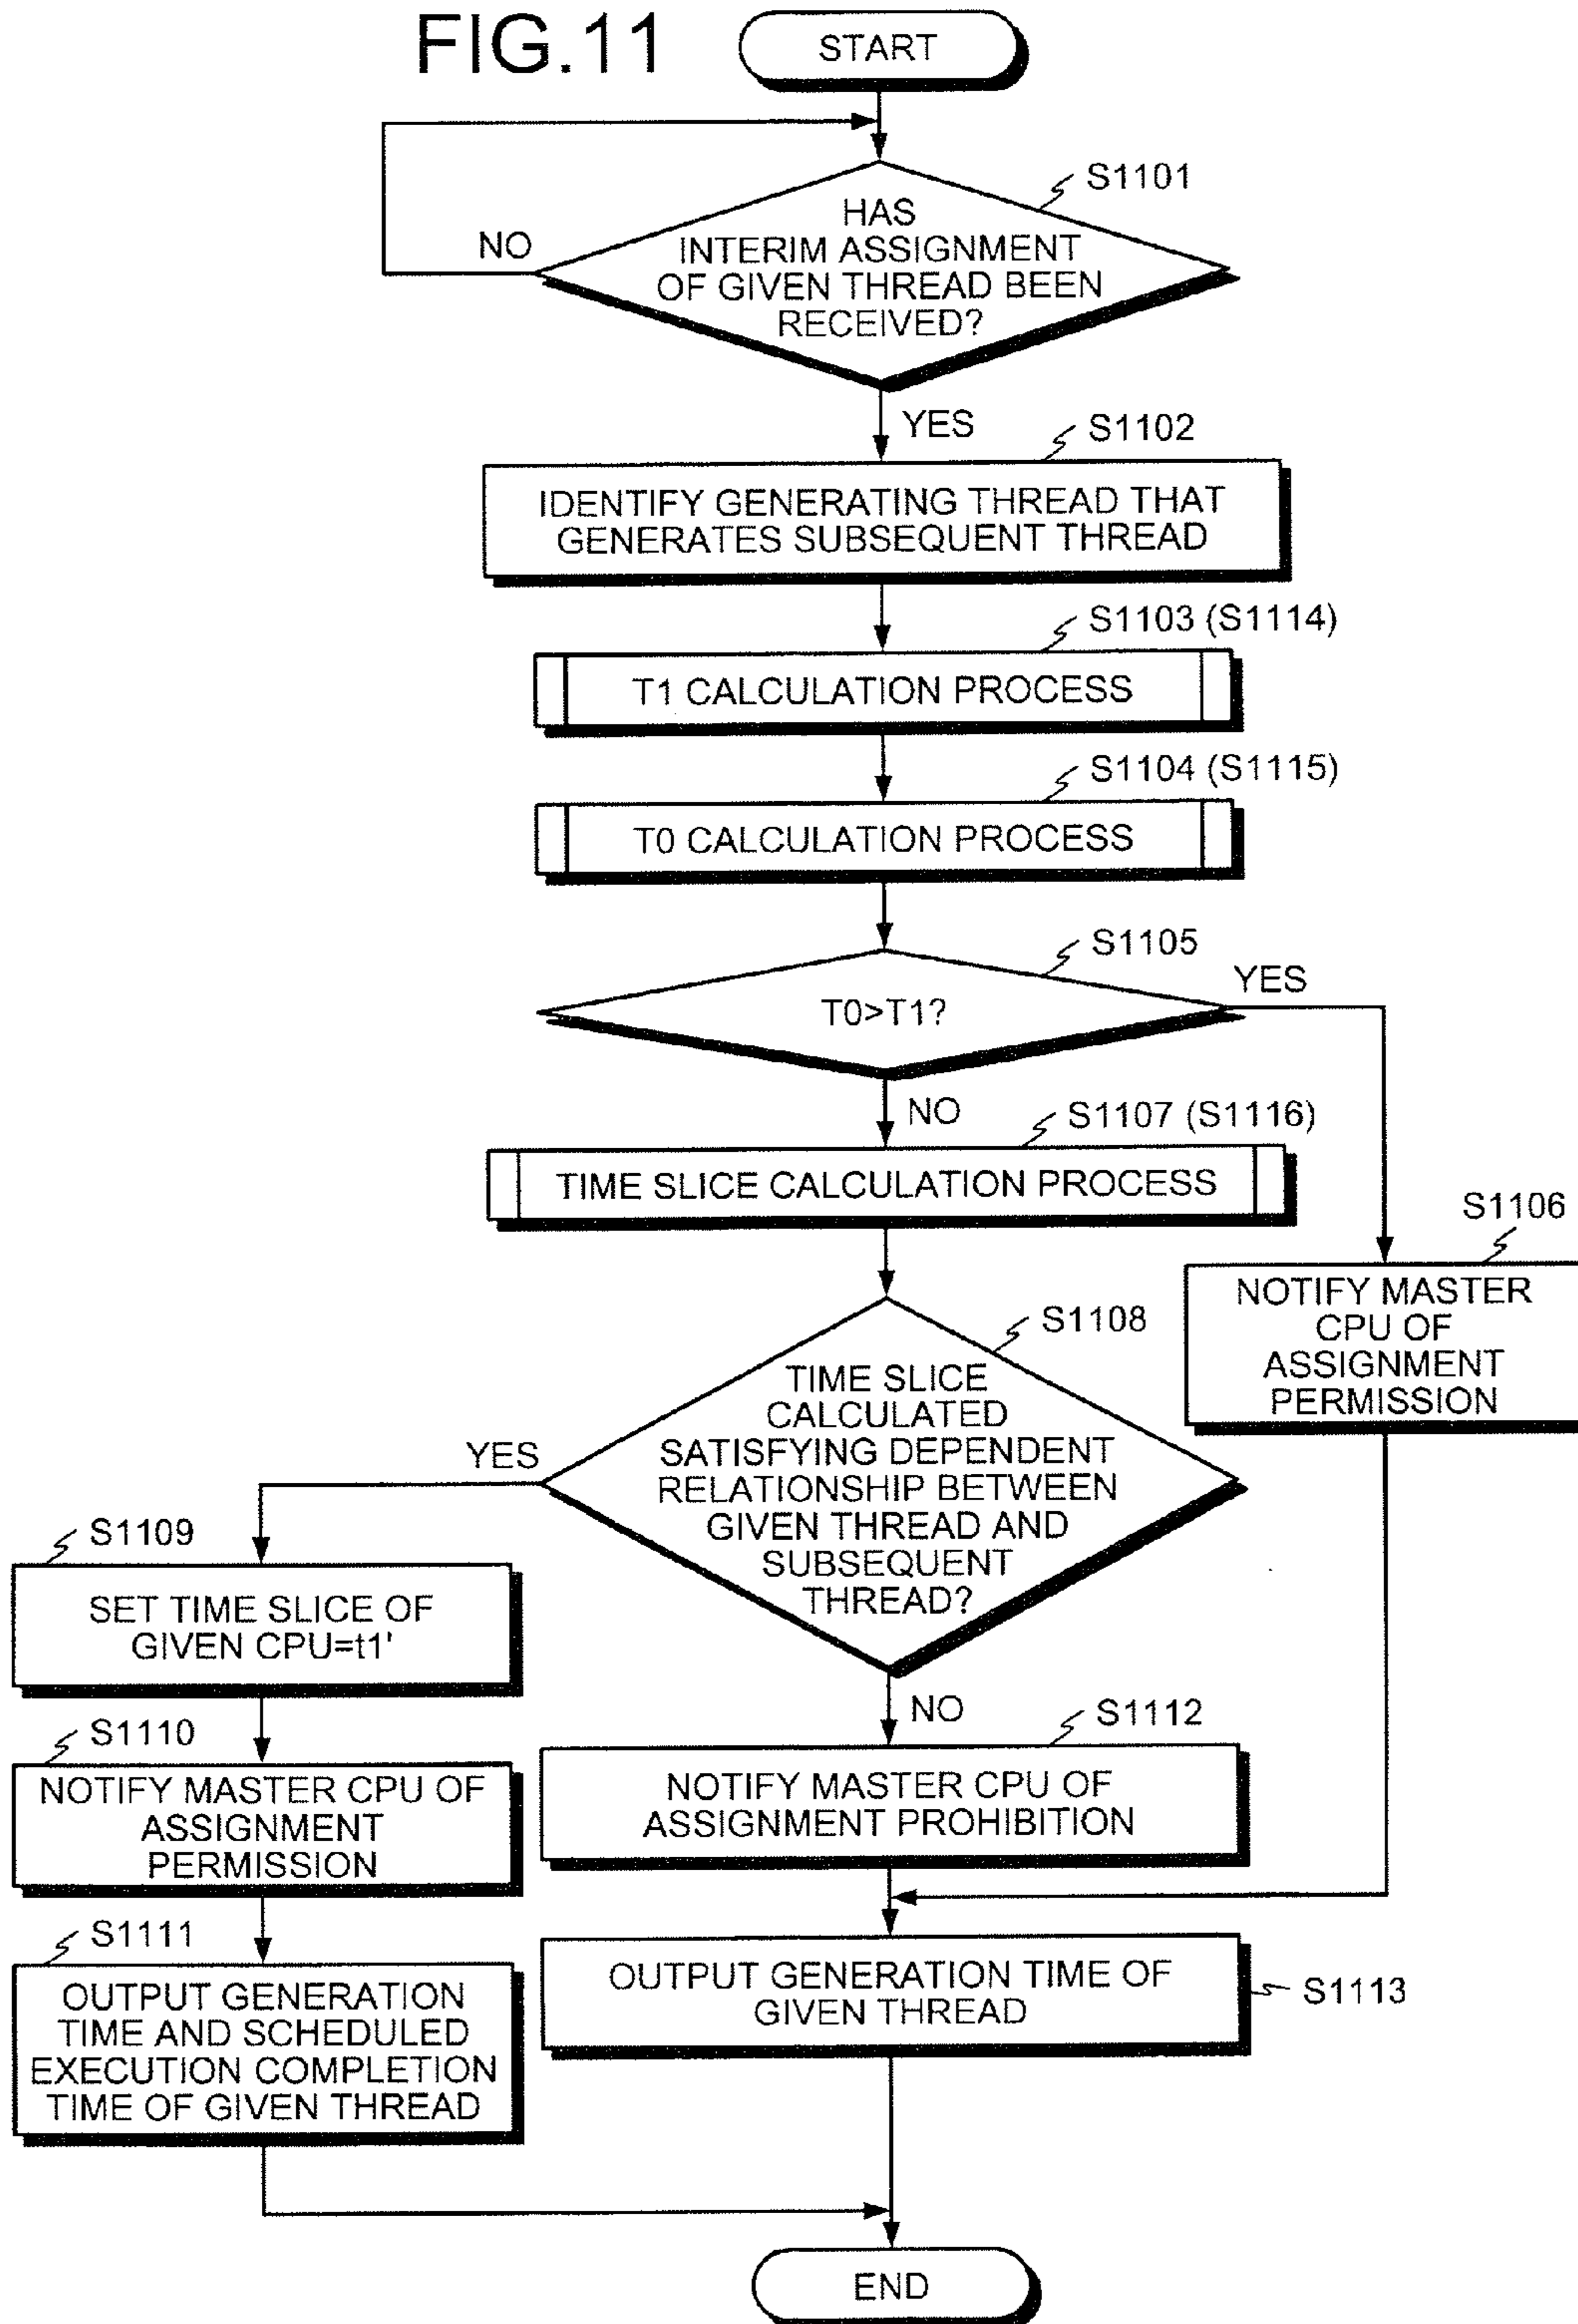 FIG.11
START
S1101
HAS
INTERIM ASSIGNMENT
OF GIVEN THREAD BEEN
RECEIVED?
NO
YES
S1102
IDENTIFY GENERATING THREAD THAT
GENERATES SUBSEQUENT THREAD
S1103 (S1114)
T1 CALCULATION PROCESS
S1104 (S1115)
T0 CALCULATION PROCESS
S1105
T0>T1?
YES
NO
S1107 (S1116)
TIME SLICE CALCULATION PROCESS
S1106
NOTIFY MASTER
CPU OF
ASSIGNMENT
PERMISSION
S1108
TIME SLICE
CALCULATED
SATISFYING DEPENDENT
RELATIONSHIP BETWEEN
GIVEN THREAD AND
SUBSEQUENT
THREAD?
YES
NO
S1109
SET TIME SLICE OF
GIVEN CPU=t1'
S1110
NOTIFY MASTER CPU OF
ASSIGNMENT
PERMISSION
S1111
OUTPUT GENERATION
TIME AND SCHEDULED
EXECUTION COMPLETION
TIME OF GIVEN THREAD
S1112
NOTIFY MASTER CPU OF
ASSIGNMENT PROHIBITION
OUTPUT GENERATION TIME OF
GIVEN THREAD
S1113
END